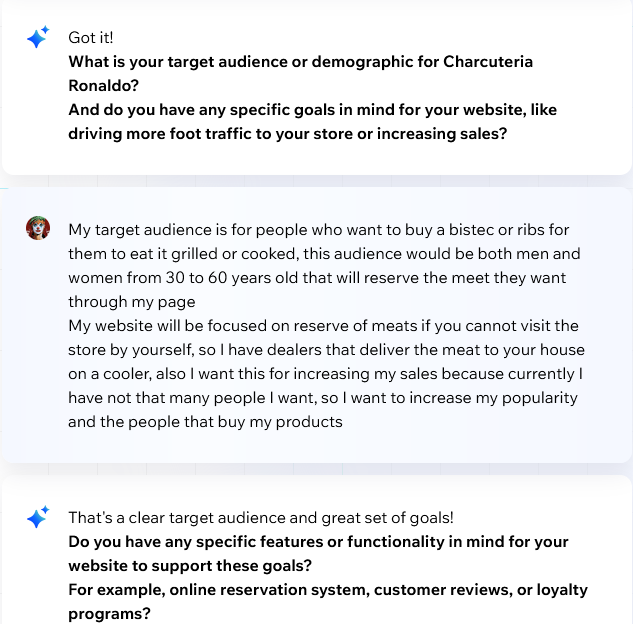 Got it!
What is your target audience or demographic for Charcuteria
Ronaldo?
And do you have any specific goals in mind for your website, like
driving more foot traffic to your store or increasing sales?
My target audience is for people who want to buy a bistec or ribs for
them to eat it grilled or cooked, this audience would be both men and
women from 30 to 60 years old that will reserve the meet they want
through my page
My website will be focused on reserve of meats if you cannot visit the
store by yourself, so I have dealers that deliver the meat to your house
on a cooler, also I want this for increasing my sales because currently I
have not that many people I want, so I want to increase my popularity
and the people that buy my products
That's a clear target audience and great set of goals!
Do you have any specific features or functionality in mind for your
website to support these goals?
For example, online reservation system, customer reviews, or loyalty
programs?